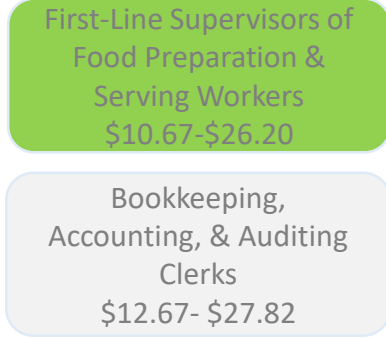 First-Line Supervisors of
Food Preparation &
Serving Workers
$10.67-$26.20
Bookkeeping,
Accounting, & Auditing
Clerks
$12.67- $27.82